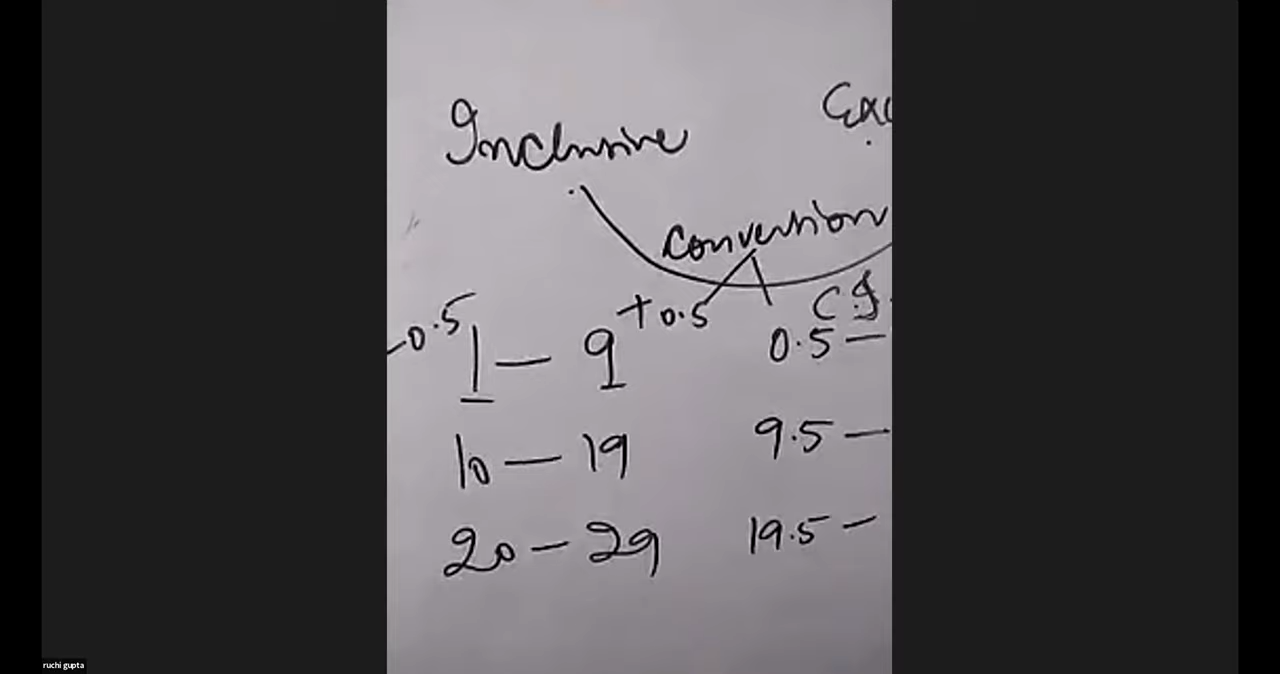 Inclusive Exc
Conversion
-0.5 +0.5 C.I.
1 — 9 0.5 —
10 — 19 9.5 —
20 — 29 19.5 —
ruchi gupta